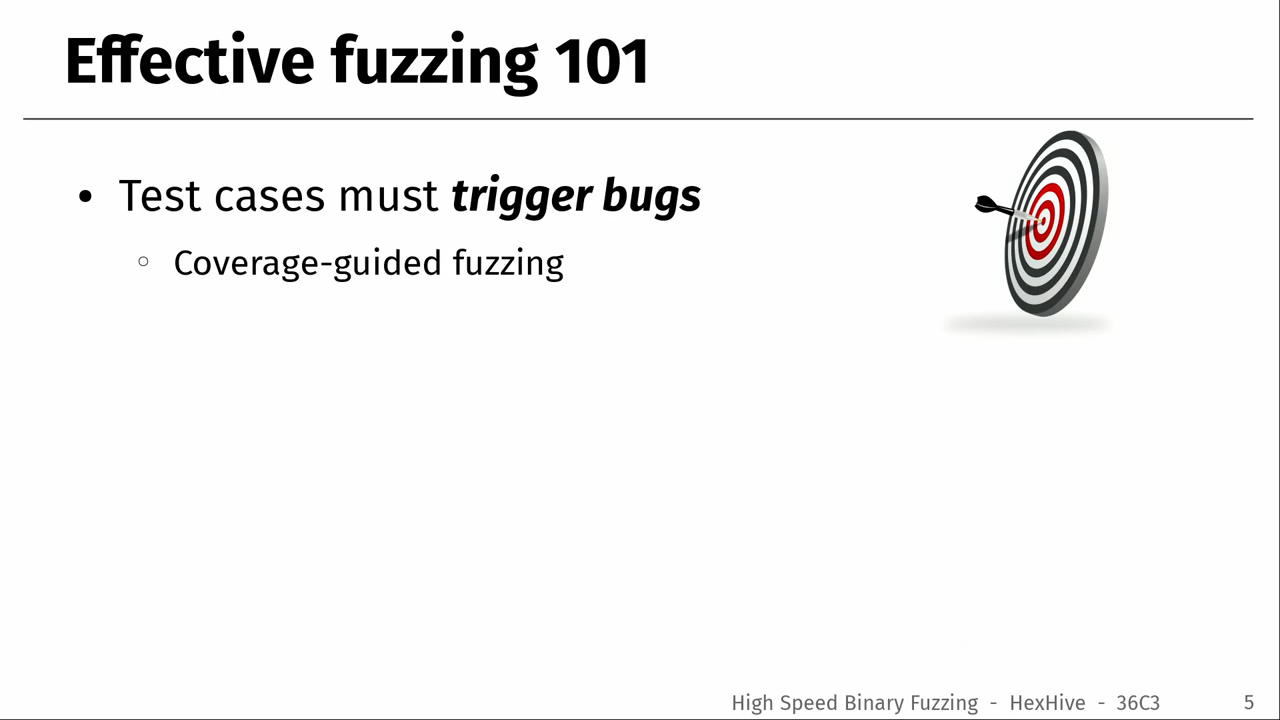 Effective fuzzing 101
• Test cases must trigger bugs
○ Coverage-guided fuzzing
High Speed Binary Fuzzing - HexHive - 36C3 5